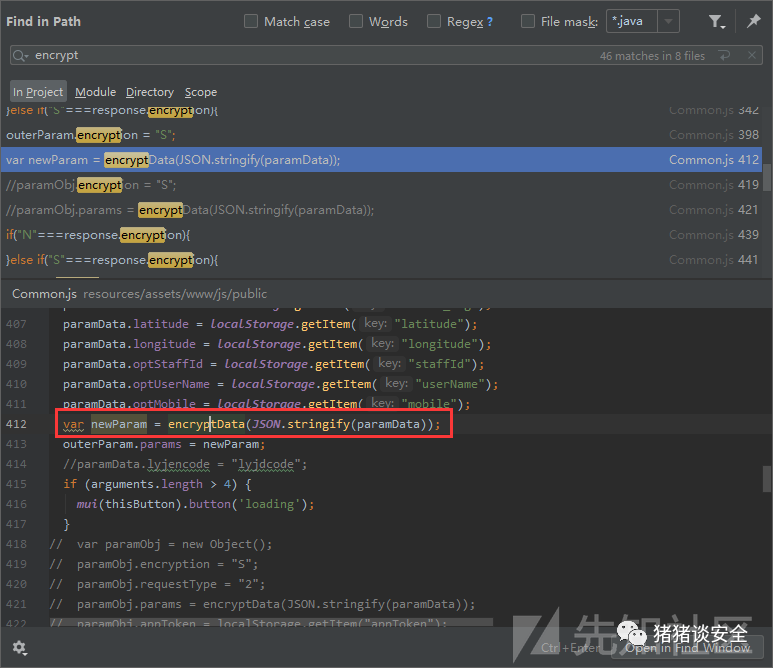 Find in Path Match case Words Regex ? File mask: *.java
encrypt 46 matches in 8 files
In Project Module Directory Scope
}else if("S"===response.encryption){ Common.js 342
outerParam.encryption = "S"; Common.js 398
var newParam = encryptData(JSON.stringify(paramData)); Common.js 412
//paramObj.encryption = "S"; Common.js 419
//paramObj.params = encryptData(JSON.stringify(paramData)); Common.js 421
if("N"===response.encryption){ Common.js 439
}else if("S"===response.encryption){ Common.js 441
Common.js resources/assets/www/js/public
407 paramData.latitude = localStorage.getItem( key: "latitude");
408 paramData.longitude = localStorage.getItem( key: "longitude");
409 paramData.optStaffId = localStorage.getItem( key: "staffId");
410 paramData.optUserName = localStorage.getItem( key: "userName");
411 paramData.optMobile = localStorage.getItem( key: "mobile");
412 var newParam = encryptData(JSON.stringify(paramData));
413 outerParam.params = newParam;
414 //paramData.lyjencode = "lyjdcode";
415 if (arguments.length > 4) {
416 mui(thisButton).button('loading');
417 }
418 // var paramObj = new Object();
419 // paramObj.encryption = "S";
420 // paramObj.requestType = "2";
421 // paramObj.params = encryptData(JSON.stringify(paramData));
422 // paramObj.appToken = localStorage.getItem("appToken");
先知社区
猪猪谈安全
Ctrl+Enter Open in Find Window